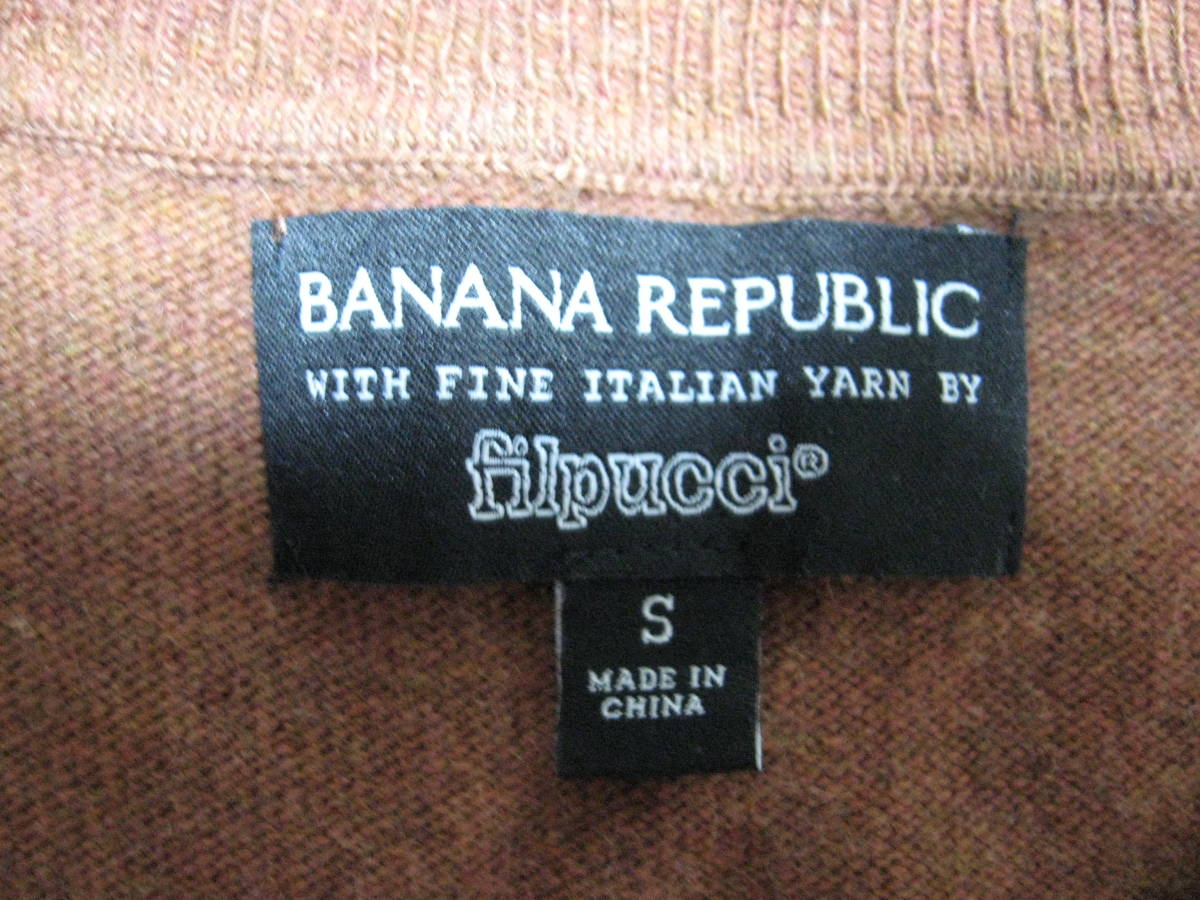 BANANA REPUBLIC
WITH FINE ITALIAN YARN BY
filpucci®
S
MADE IN
CHINA